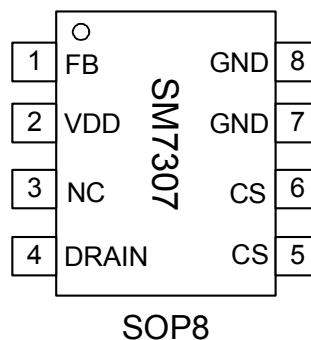 1 FB GND 8
2 VDD GND 7
3 NC CS 6
4 DRAIN CS 5
SM7307
SOP8